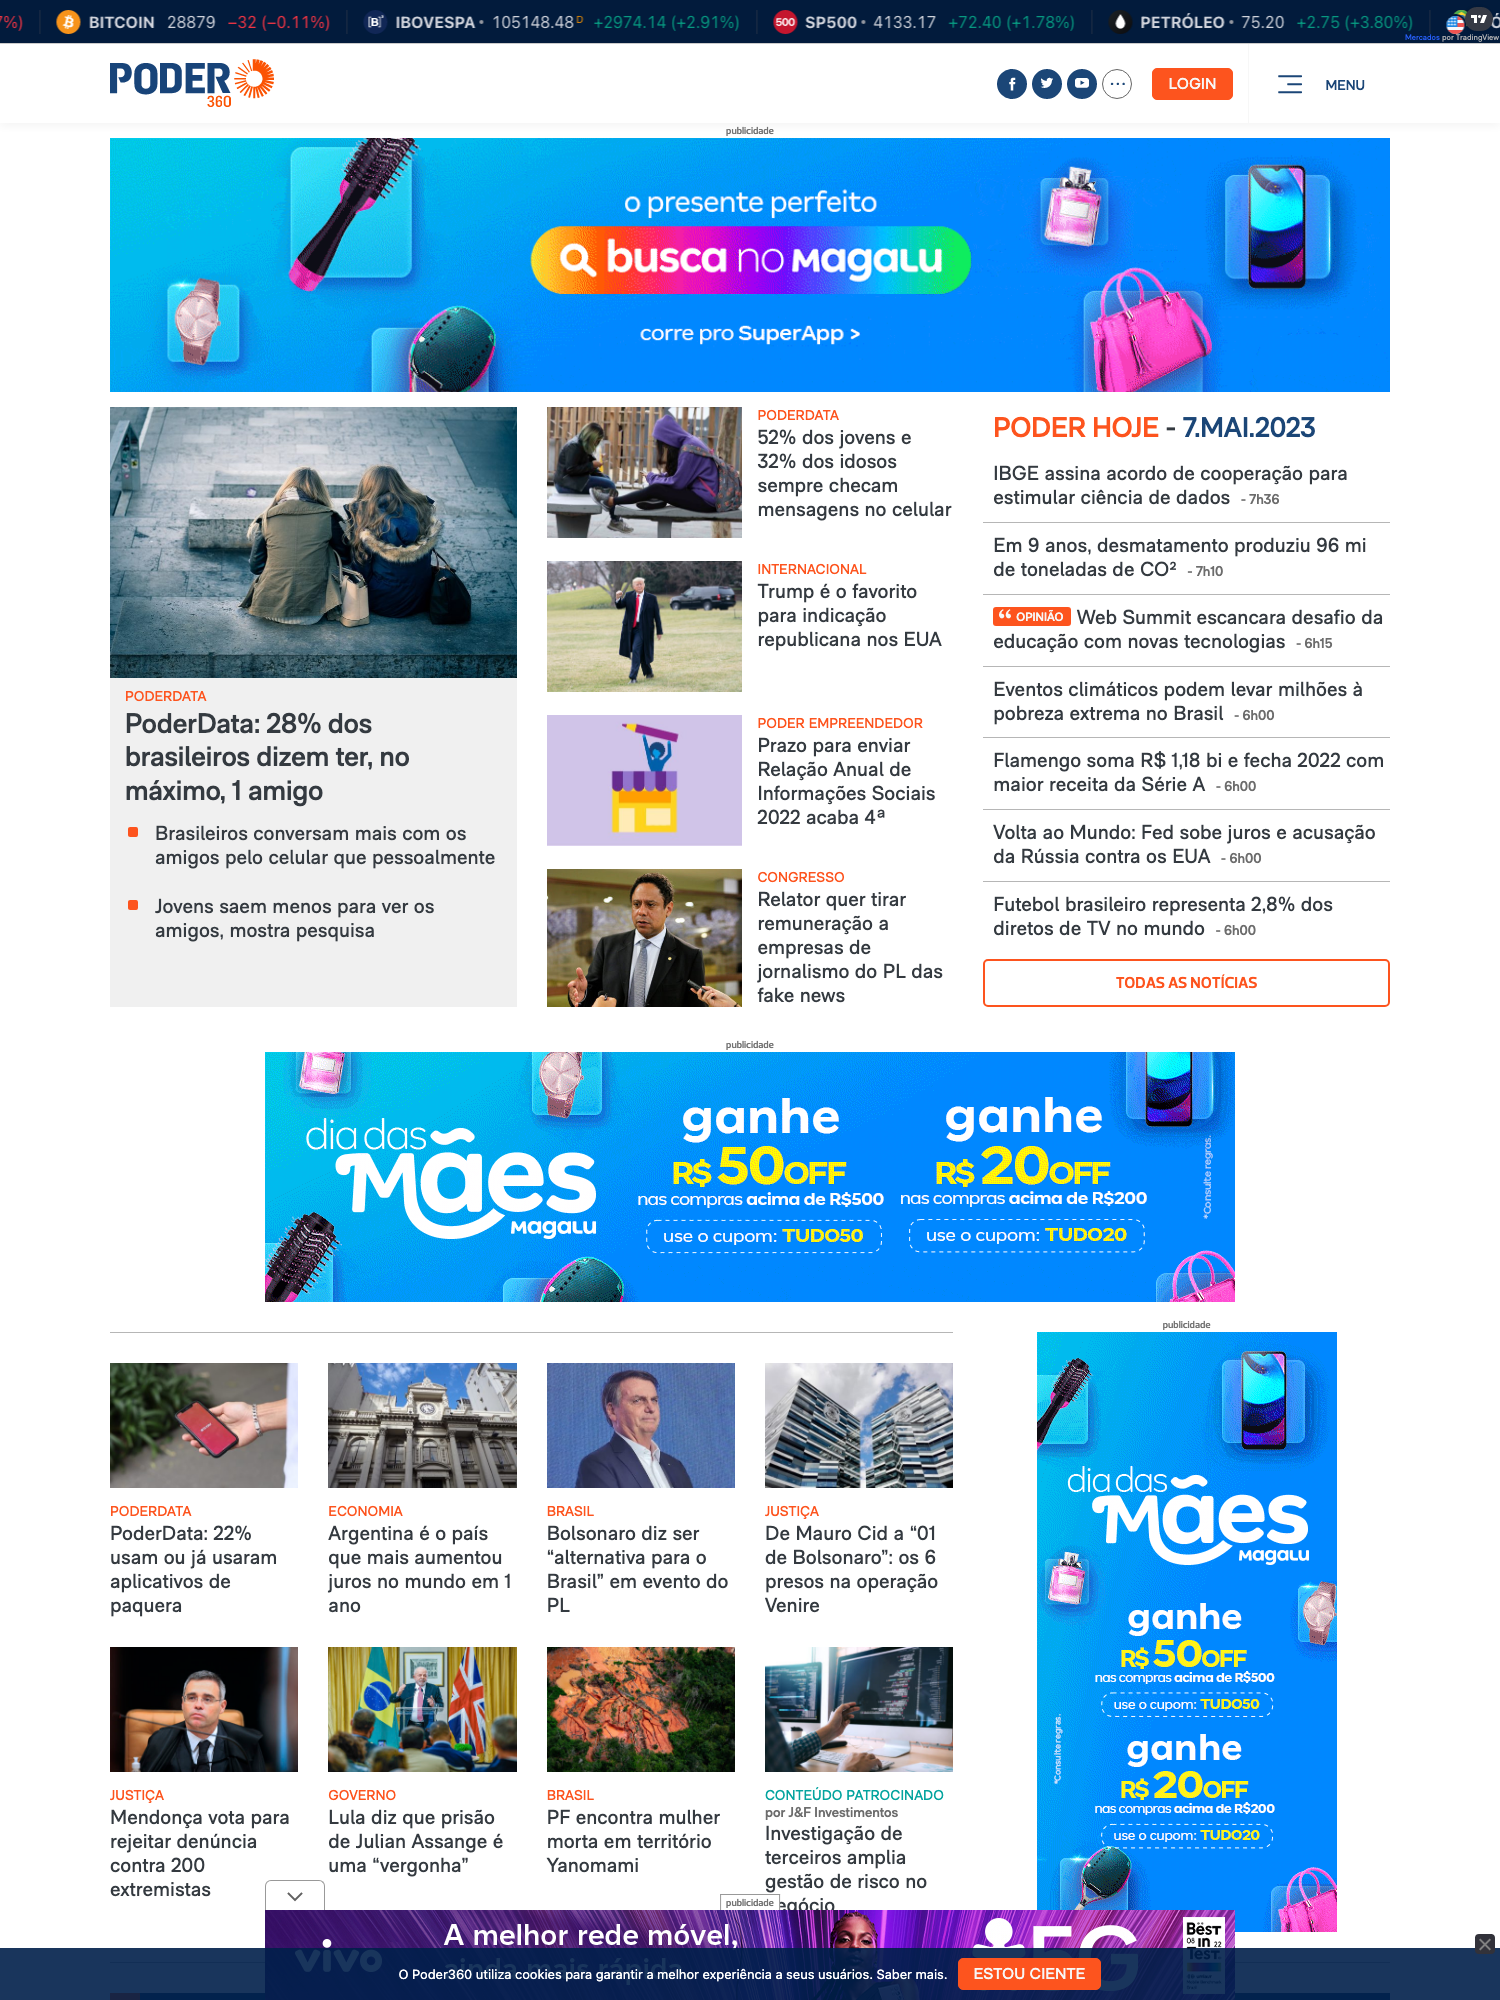 7%)
BITCOIN 28879 −32 (−0.11%)
IBOVESPA • 105148.48 D +2974.14 (+2.91%)
500 SP500 • 4133.17 +72.40 (+1.78%)
PETRÓLEO • 75.20 +2.75 (+3.80%)
Mercados por TradingView
PODER
360
LOGIN
MENU
publicidade
o presente perfeito
busca no Magalu
corre pro SuperApp >
PODERDATA
PoderData: 28% dos
brasileiros dizem ter, no
máximo, 1 amigo
Brasileiros conversam mais com os
amigos pelo celular que pessoalmente
Jovens saem menos para ver os
amigos, mostra pesquisa
PODERDATA
52% dos jovens e
32% dos idosos
sempre checam
mensagens no celular
INTERNACIONAL
Trump é o favorito
para indicação
republicana nos EUA
PODER EMPREENDEDOR
Prazo para enviar
Relação Anual de
Informações Sociais
2022 acaba 4ª
CONGRESSO
Relator quer tirar
remuneração a
empresas de
jornalismo do PL das
fake news
PODER HOJE - 7.MAI.2023
IBGE assina acordo de cooperação para
estimular ciência de dados - 7h36
Em 9 anos, desmatamento produziu 96 mi
de toneladas de CO² - 7h10
“ OPINIÃO Web Summit escancara desafio da
educação com novas tecnologias - 6h15
Eventos climáticos podem levar milhões à
pobreza extrema no Brasil - 6h00
Flamengo soma R$ 1,18 bi e fecha 2022 com
maior receita da Série A - 6h00
Volta ao Mundo: Fed sobe juros e acusação
da Rússia contra os EUA - 6h00
Futebol brasileiro representa 2,8% dos
diretos de TV no mundo - 6h00
TODAS AS NOTÍCIAS
publicidade
dia das
Mães
Magalu
ganhe
R$ 50OFF
nas compras acima de R$500
use o cupom: TUDO50
ganhe
R$ 20OFF
nas compras acima de R$200
use o cupom: TUDO20
*Consulte regras.
publicidade
dia das
Mães
Magalu
ganhe
R$ 50OFF
nas compras acima de R$500
use o cupom: TUDO50
ganhe
R$ 20OFF
nas compras acima de R$200
use o cupom: TUDO20
*Consulte regras.
PODERDATA
PoderData: 22%
usam ou já usaram
aplicativos de
paquera
ECONOMIA
Argentina é o país
que mais aumentou
juros no mundo em 1
ano
BRASIL
Bolsonaro diz ser
“alternativa para o
Brasil” em evento do
PL
JUSTIÇA
De Mauro Cid a “01
de Bolsonaro”: os 6
presos na operação
Venire
JUSTIÇA
Mendonça vota para
rejeitar denúncia
contra 200
extremistas
GOVERNO
Lula diz que prisão
de Julian Assange é
uma “vergonha”
BRASIL
PF encontra mulher
morta em território
Yanomami
CONTEÚDO PATROCINADO
por J&F Investimentos
Investigação de
terceiros amplia
gestão de risco no
negócio
publicidade
vivo
A melhor rede móvel,
ainda mais rápida
5G
BEST
08 in 22
Test
O Poder360 utiliza cookies para garantir a melhor experiência a seus usuários. Saber mais.
ESTOU CIENTE